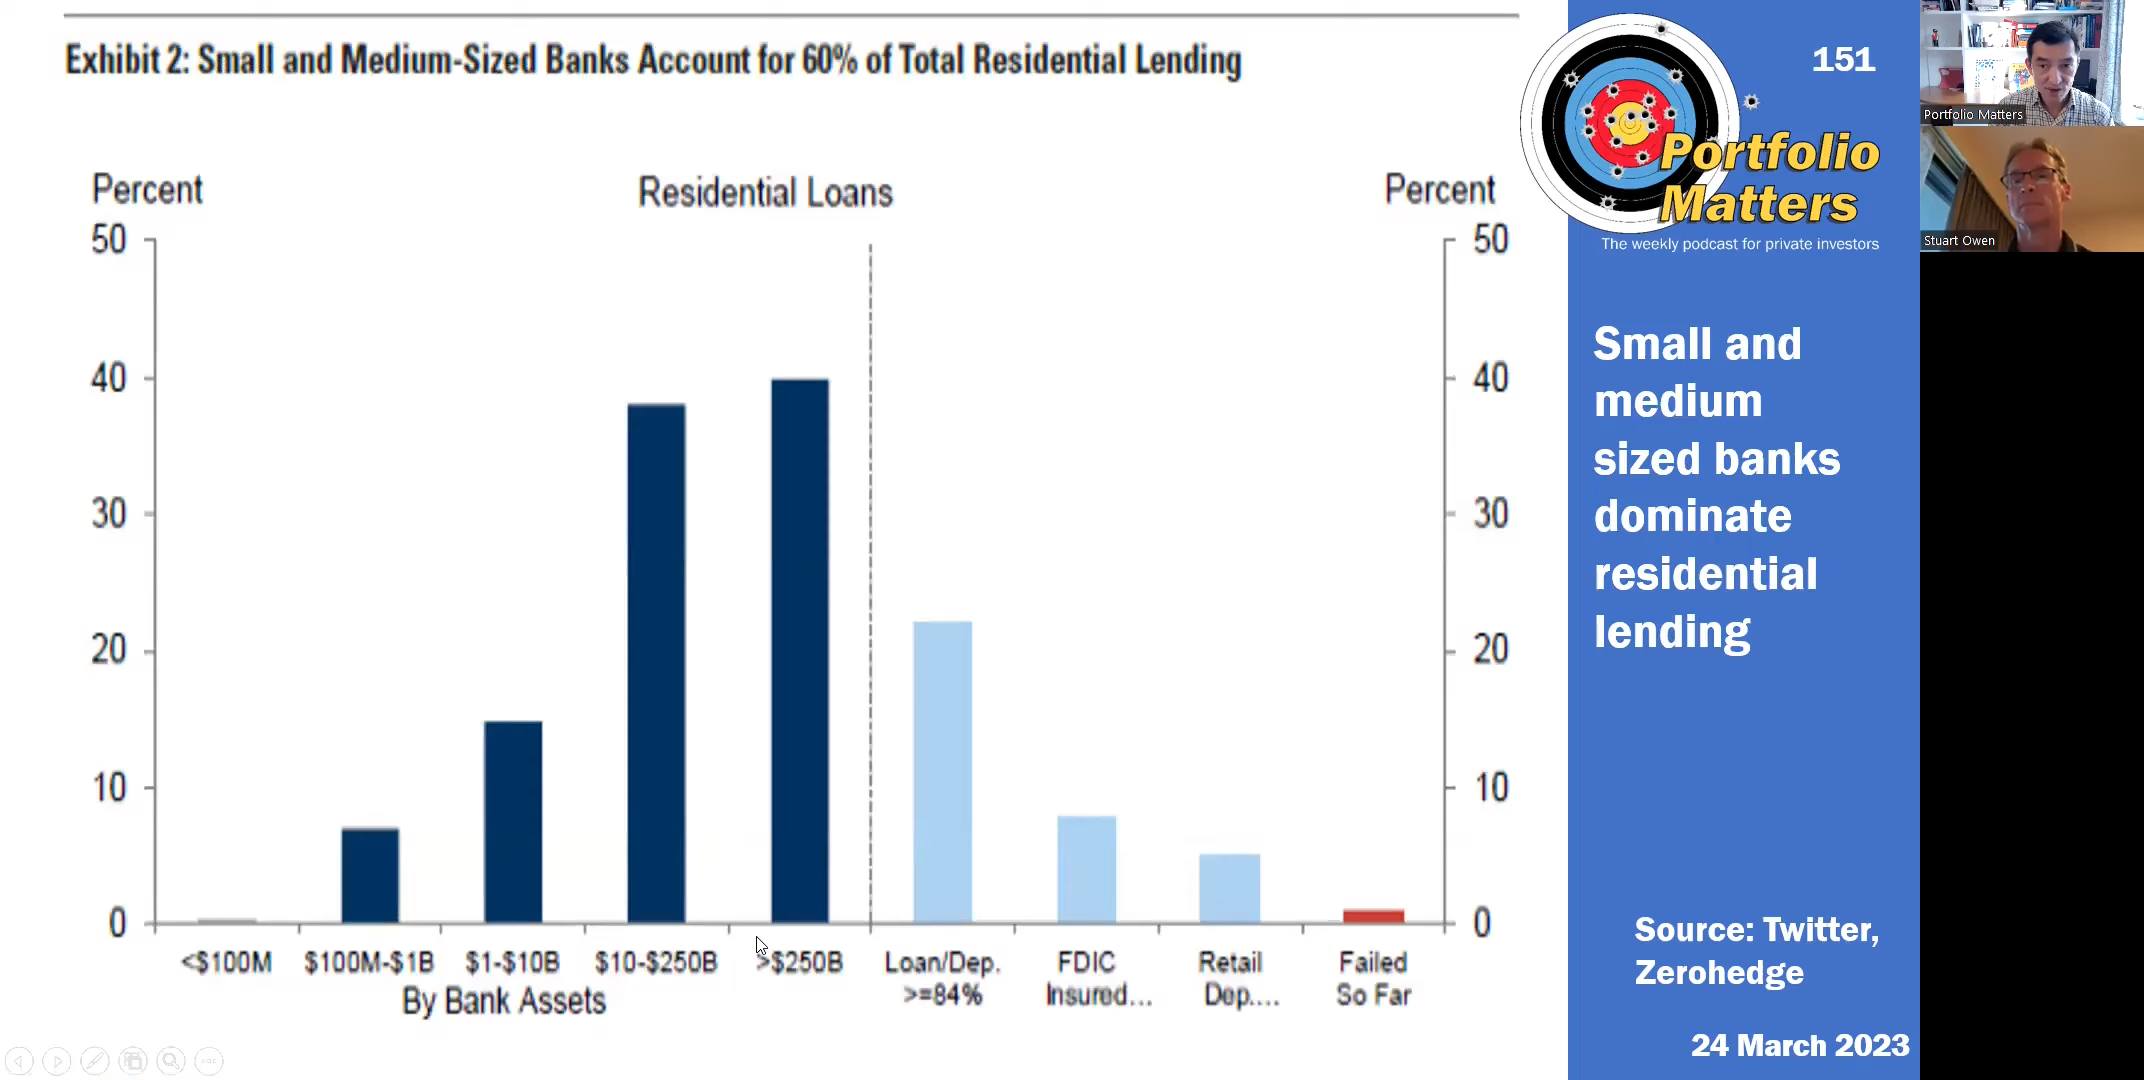 Exhibit 2: Small and Medium-Sized Banks Account for 60% of Total Residential Lending
Percent
Residential Loans
Percent
50
40
30
20
10
0
50
40
30
20
10
0
<$100M
$100M-$1B
$1-$10B
$10-$250B
>$250B
By Bank Assets
Loan/Dep.
>=84%
FDIC
Insured...
Retail
Dep....
Failed
So Far
151
Portfolio
Matters
The weekly podcast for private investors
Small and
medium
sized banks
dominate
residential
lending
Source: Twitter,
Zerohedge
24 March 2023
Portfolio Matters
Stuart Owen